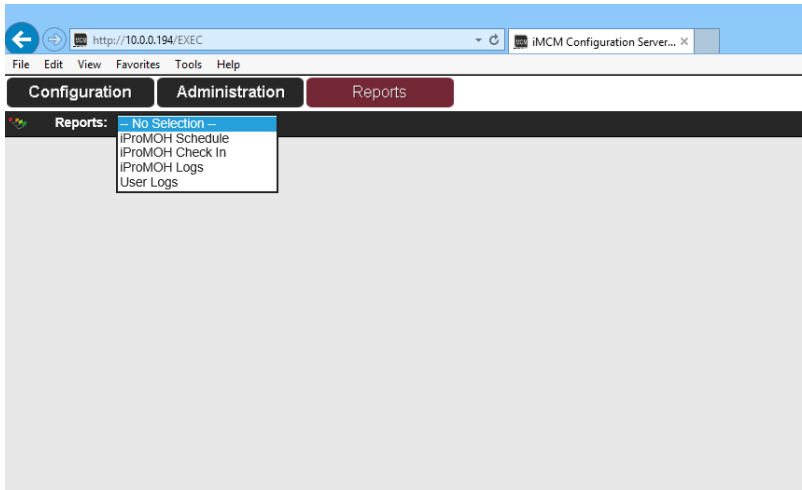 http://10.0.0.194/EXEC
MCM iMCM Configuration Server...
File Edit View Favorites Tools Help
Configuration Administration Reports
Reports: -- No Selection --
iProMOH Schedule
iProMOH Check In
iProMOH Logs
User Logs